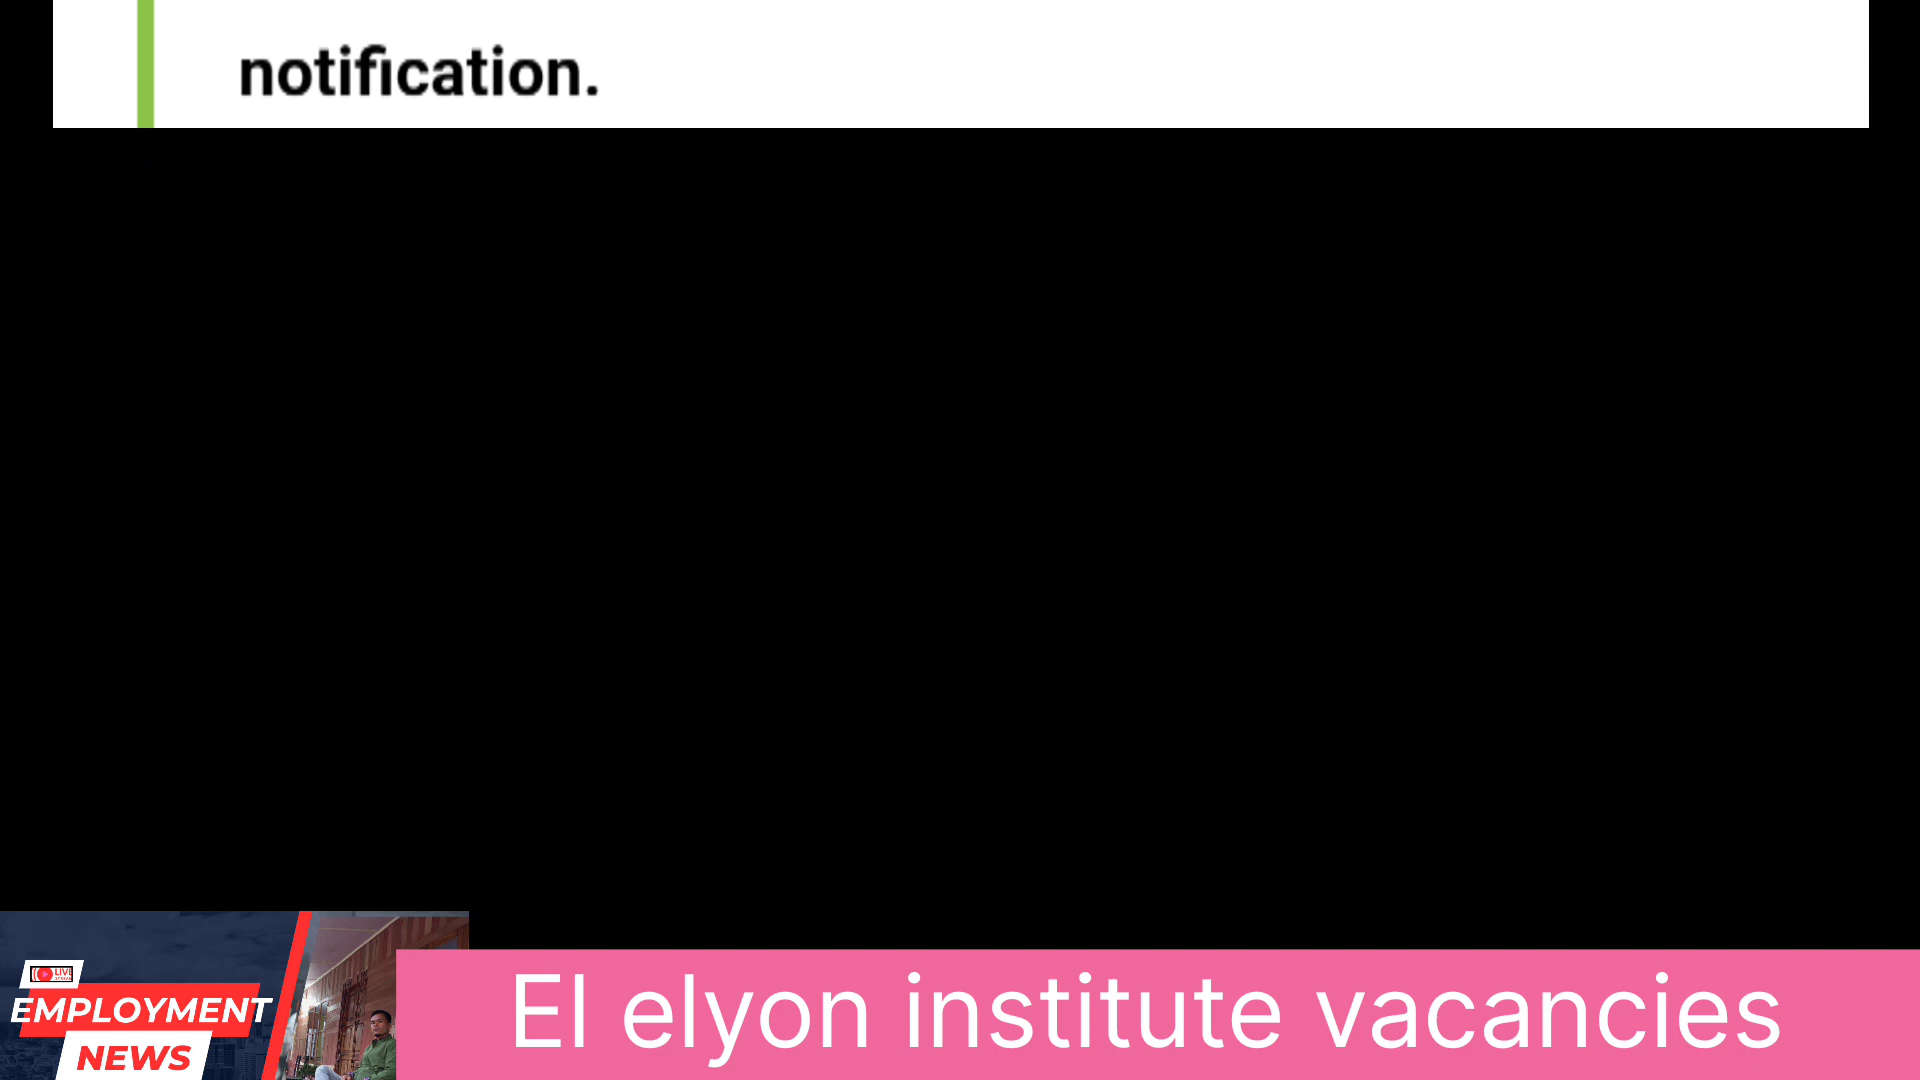 notification.
LIVE
EMPLOYMENT
NEWS
El elyon institute vacancies